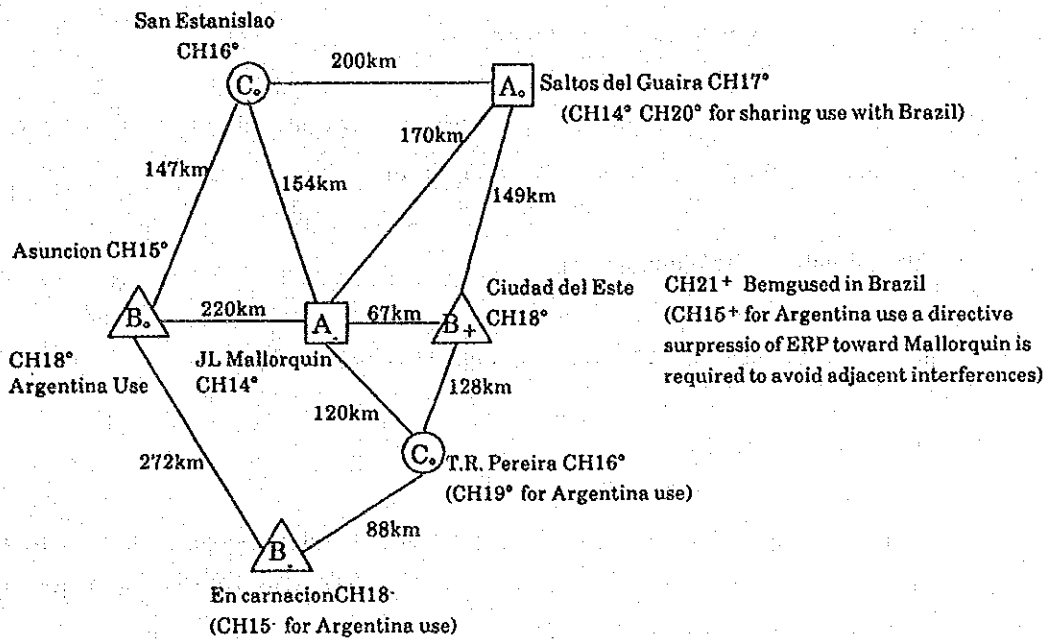 San Estanislao
CH16°
200km
C°
A°
Saltos del Guaira CH17°
(CH14° CH20° for sharing use with Brazil)
170km
147km
154km
149km
Asuncion CH15°
Ciudad del Este
CH18°
CH21+ Bemgused in Brazil
(CH15+ for Argentina use a directive
surpressio of ERP toward Mallorquin is
required to avoid adjacent interferences)
B°
220km
A-
67km
B+
CH18°
Argentina Use
JL Mallorquin
CH14°
120km
128km
272km
C°
T.R. Pereira CH16°
(CH19° for Argentina use)
88km
B-
En carnacionCH18-
(CH15- for Argentina use)